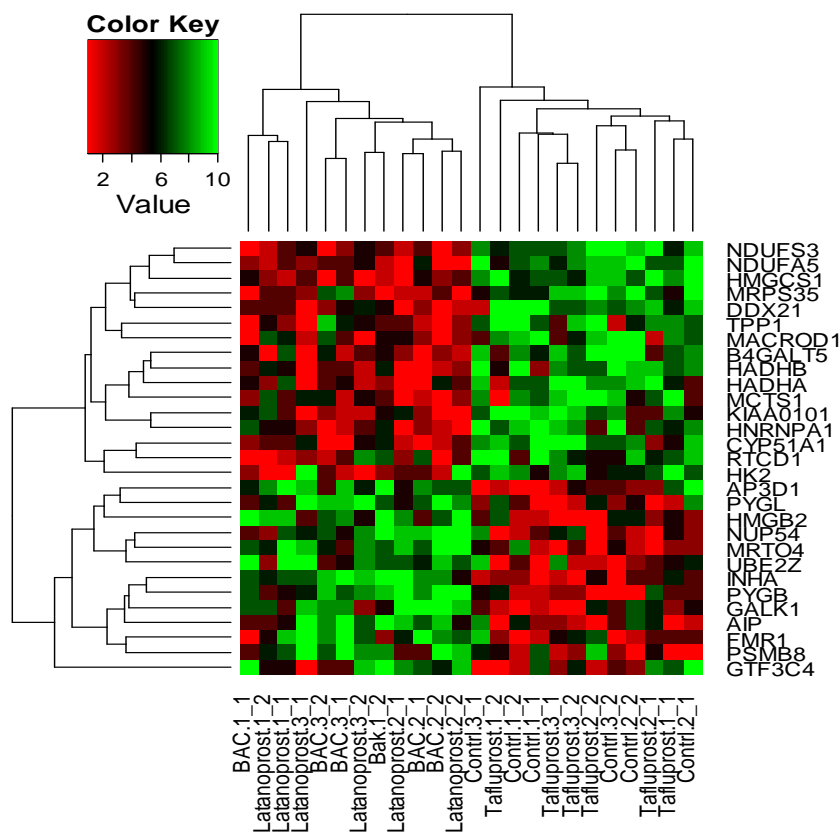 Color Key
2 6 10
Value
NDUFS3
NDUFA5
HMGCS1
MRPS35
DDX21
TPP1
MACROD1
B4GALT5
HADHB
HADHA
MCTS1
KIAA0101
HNRNPA1
CYP51A1
RTCD1
HK2
AP3D1
PYGL
HMGB2
NUP54
MRTO4
UBE2Z
INHA
PYGB
GALK1
AIP
FMR1
PSMB8
GTF3C4
BAC.1_1
Latanoprost.1_2
Latanoprost.1_1
Latanoprost.3_1
BAC.3_2
BAC.3_1
Latanoprost.3_2
Bak.1_2
Latanoprost.2_1
BAC.2_1
BAC.2_2
Latanoprost.2_2
Contrl.3_1
Tafluprost.1_2
Contrl.1_2
Contrl.1_1
Tafluprost.3_1
Tafluprost.3_2
Tafluprost.2_2
Contrl.3_2
Contrl.2_2
Tafluprost.2_1
Tafluprost.1_1
Contrl.2_1